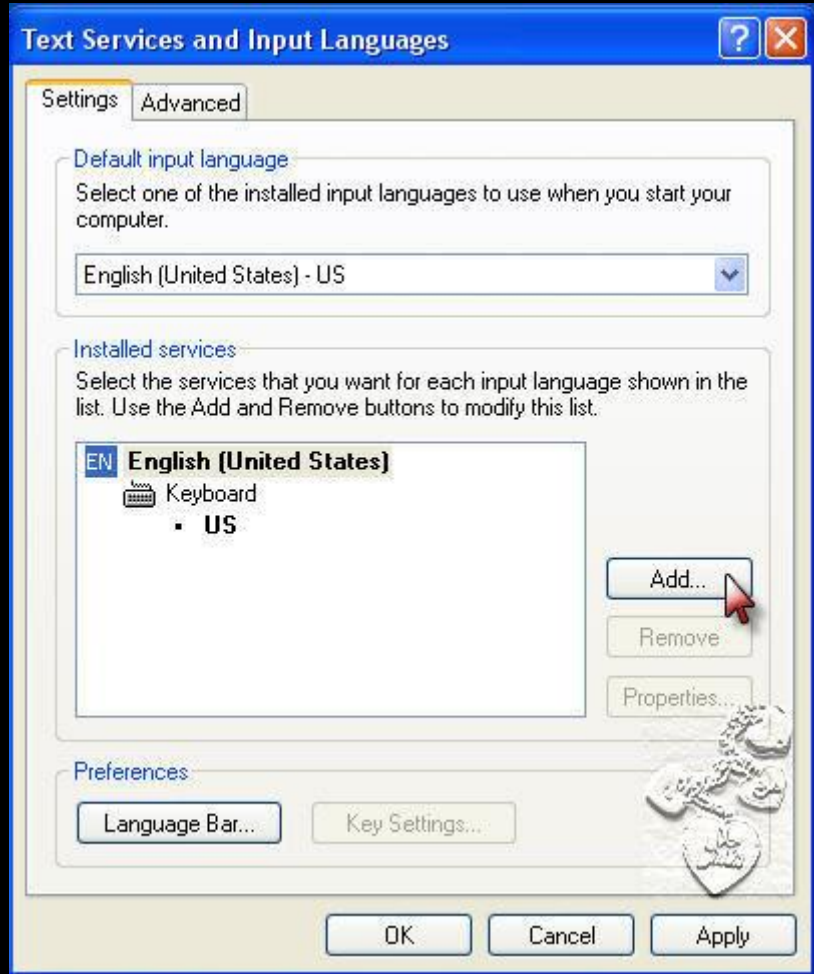 Text Services and Input Languages
Settings
Advanced
Default input language
Select one of the installed input languages to use when you start your
computer.
English (United States) - US
Installed services
Select the services that you want for each input language shown in the
list. Use the Add and Remove buttons to modify this list.
EN English (United States)
Keyboard
• US
Add...
Remove
Properties...
Preferences
Language Bar...
Key Settings...
OK
Cancel
Apply